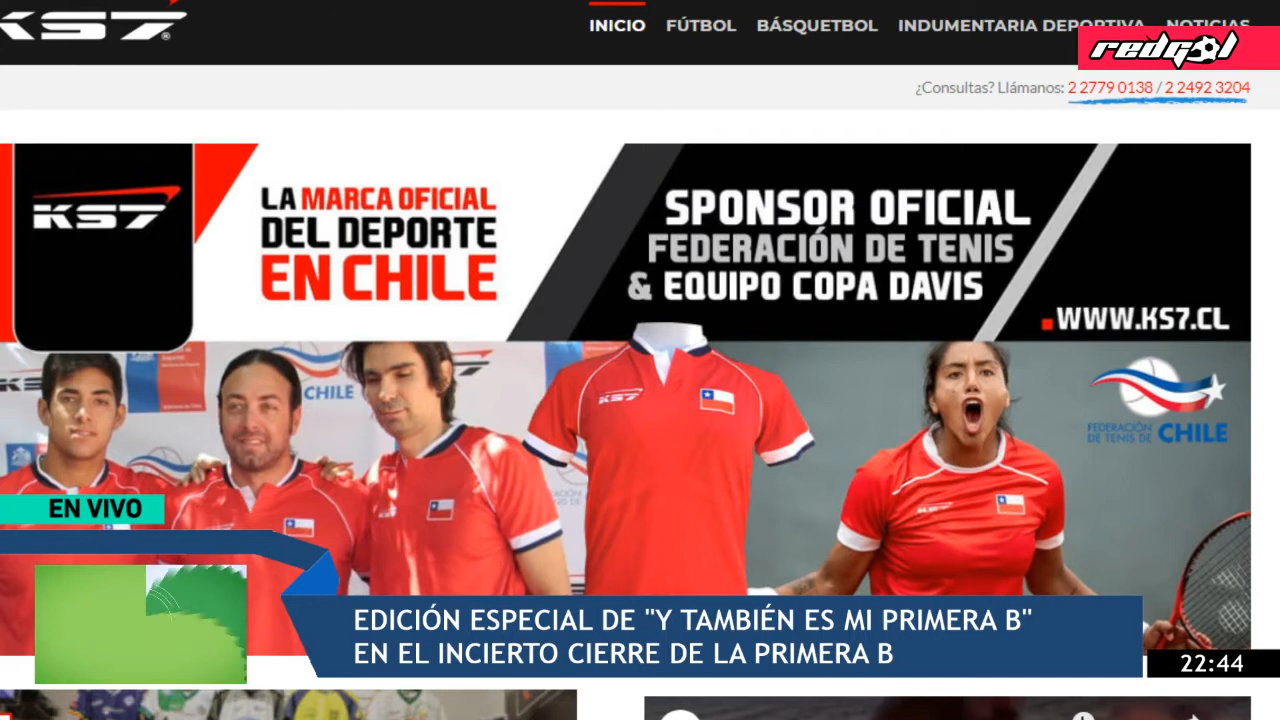 KS7
INICIO FÚTBOL BÁSQUETBOL INDUMENTARIA DEPORTIVA NOTICIAS
redgol
¿Consultas? Llámanos: 2 2779 0138 / 2 2492 3204
KS7
LA MARCA OFICIAL
DEL DEPORTE
EN CHILE
SPONSOR OFICIAL
FEDERACIÓN DE TENIS
& EQUIPO COPA DAVIS
.WWW.KS7.CL
CHILE
KS7
FEDERACIÓN
DE TENIS DE CHILE
EN VIVO
EDICIÓN ESPECIAL DE "Y TAMBIÉN ES MI PRIMERA B"
EN EL INCIERTO CIERRE DE LA PRIMERA B
22:44